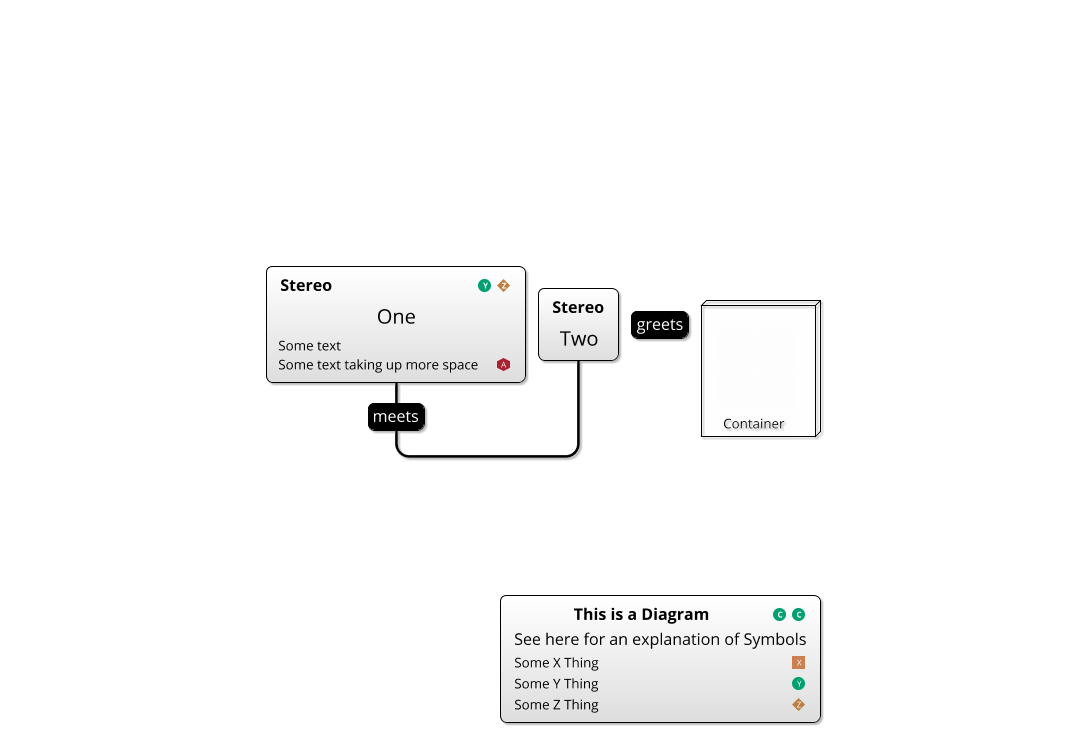 Stereo Y Z
One
Some text
Some text taking up more space A
Stereo
Two
greets
meets
Container
This is a Diagram C C
See here for an explanation of Symbols
Some X Thing X
Some Y Thing Y
Some Z Thing Z